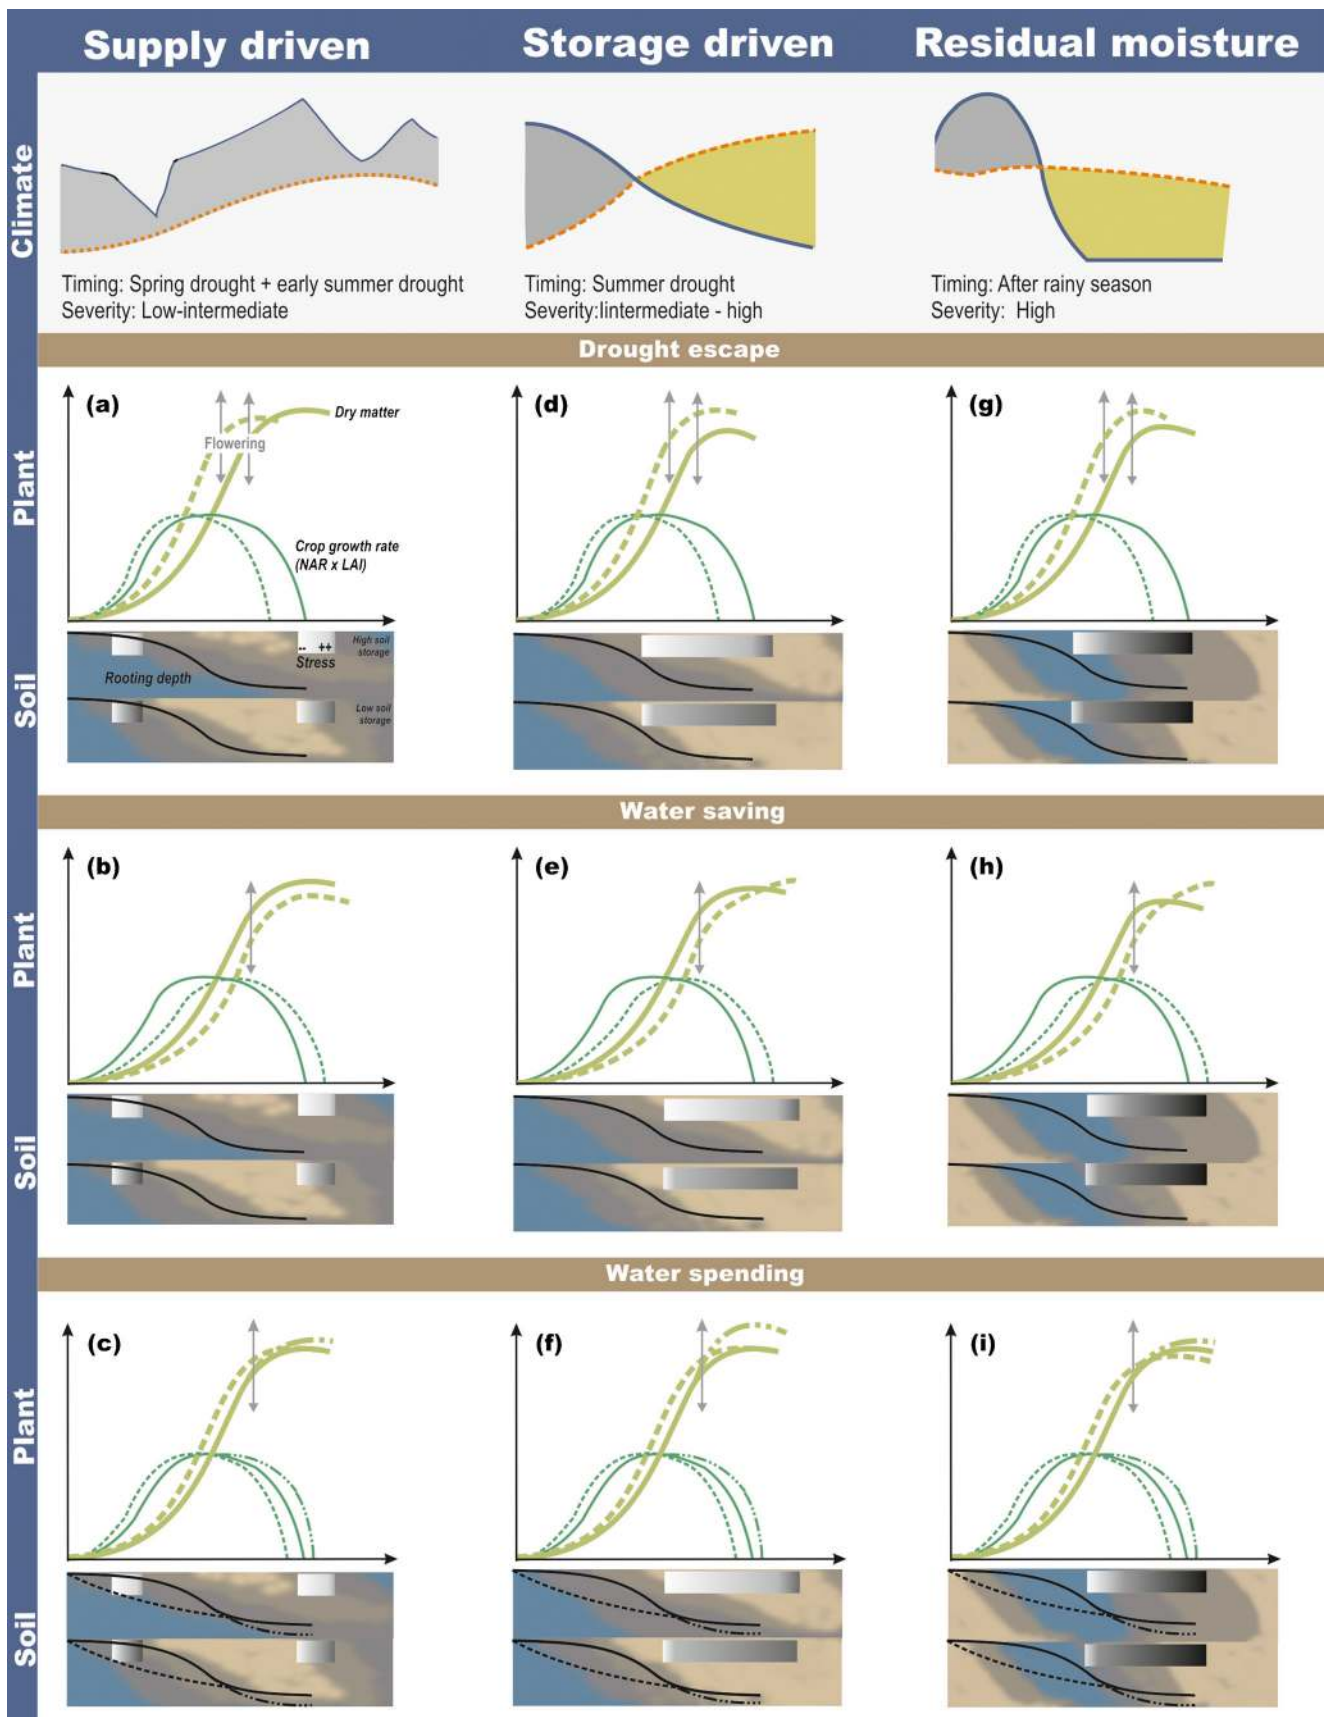 Supply driven
Storage driven
Residual moisture
Climate
Timing: Spring drought + early summer drought
Severity: Low-intermediate
Timing: Summer drought
Severity:Iintermediate - high
Timing: After rainy season
Severity: High
Drought escape
Plant
(a)
Dry matter
Flowering
Crop growth rate
(NAR x LAI)
(d)
(g)
Soil
High soil
storage
-- ++
Stress
Rooting depth
Low soil
storage
Water saving
Plant
(b)
(e)
(h)
Soil
Water spending
Plant
(c)
(f)
(i)
Soil